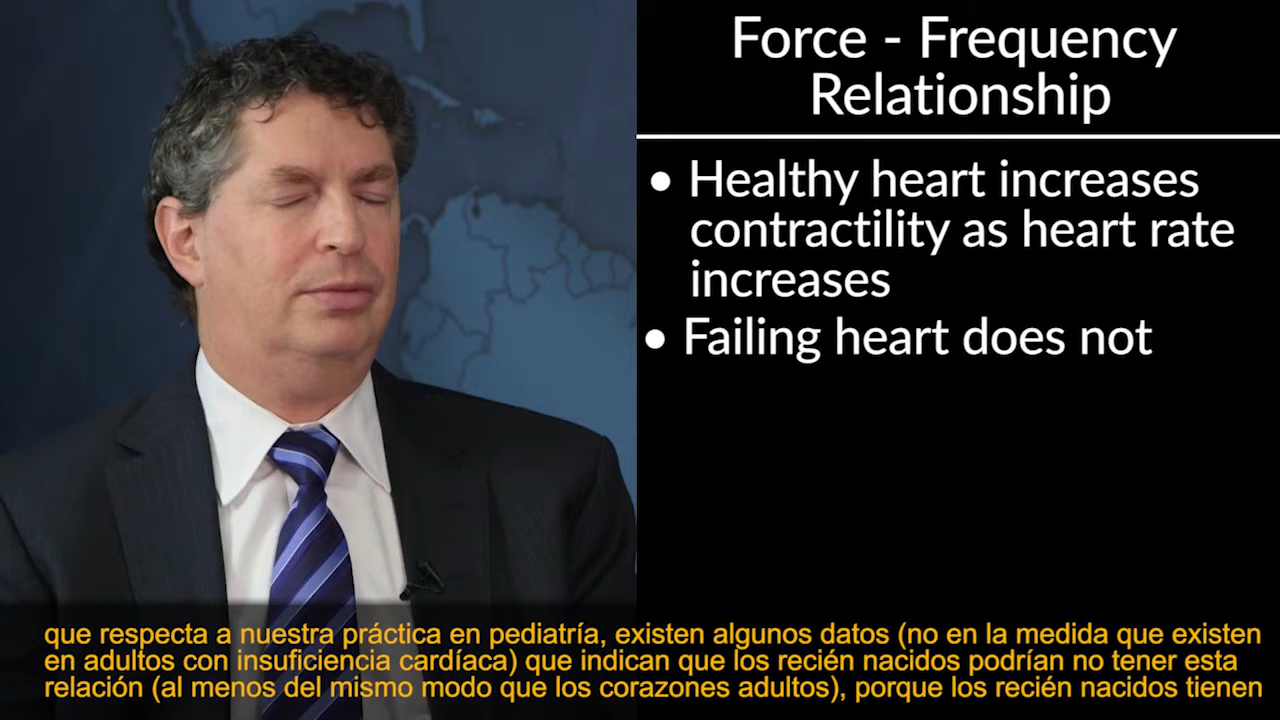 Force - Frequency
Relationship
• Healthy heart increases
contractility as heart rate
increases
• Failing heart does not
que respecta a nuestra práctica en pediatría, existen algunos datos (no en la medida que existen
en adultos con insuficiencia cardíaca) que indican que los recién nacidos podrían no tener esta
relación (al menos del mismo modo que los corazones adultos), porque los recién nacidos tienen